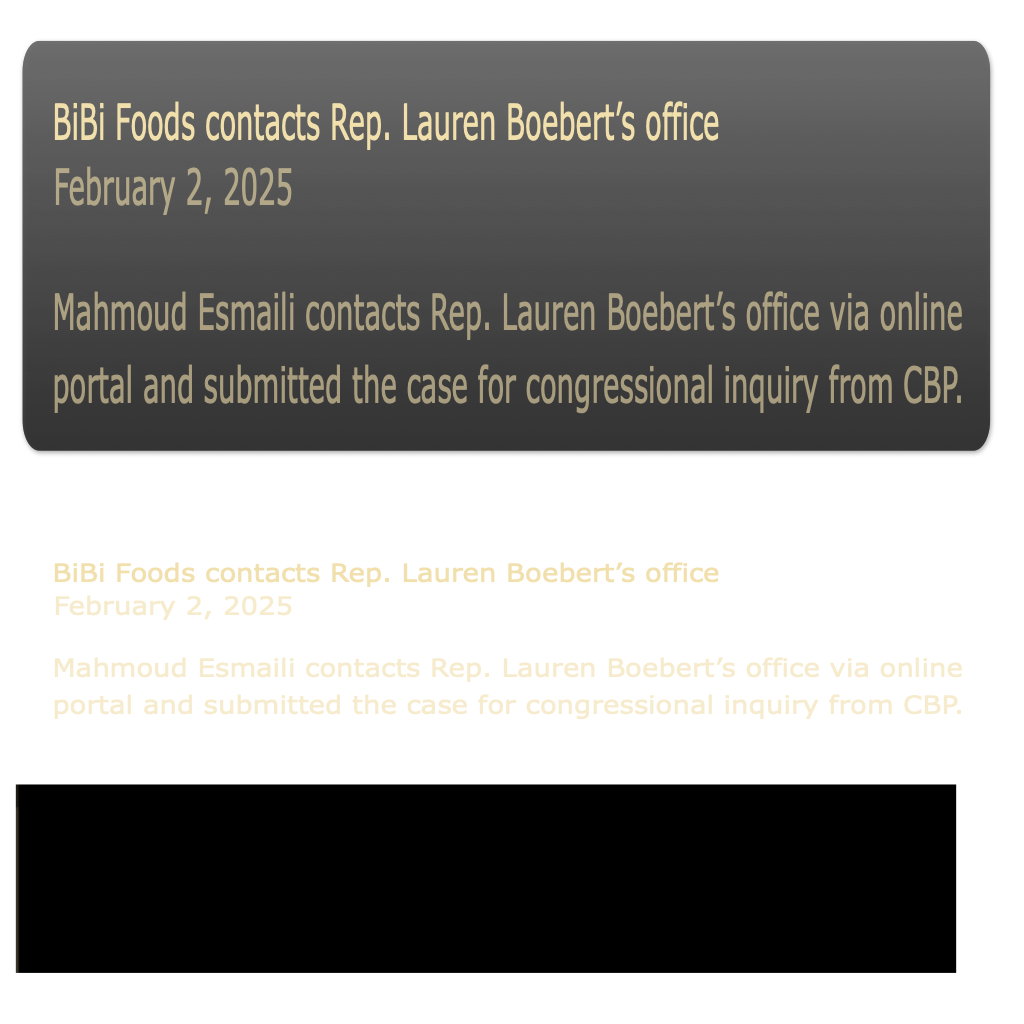 BiBi Foods contacts Rep. Lauren Boebert’s office
February 2, 2025
Mahmoud Esmaili contacts Rep. Lauren Boebert’s office via online
portal and submitted the case for congressional inquiry from CBP.
BiBi Foods contacts Rep. Lauren Boebert’s office
February 2, 2025
Mahmoud Esmaili contacts Rep. Lauren Boebert’s office via online
portal and submitted the case for congressional inquiry from CBP.